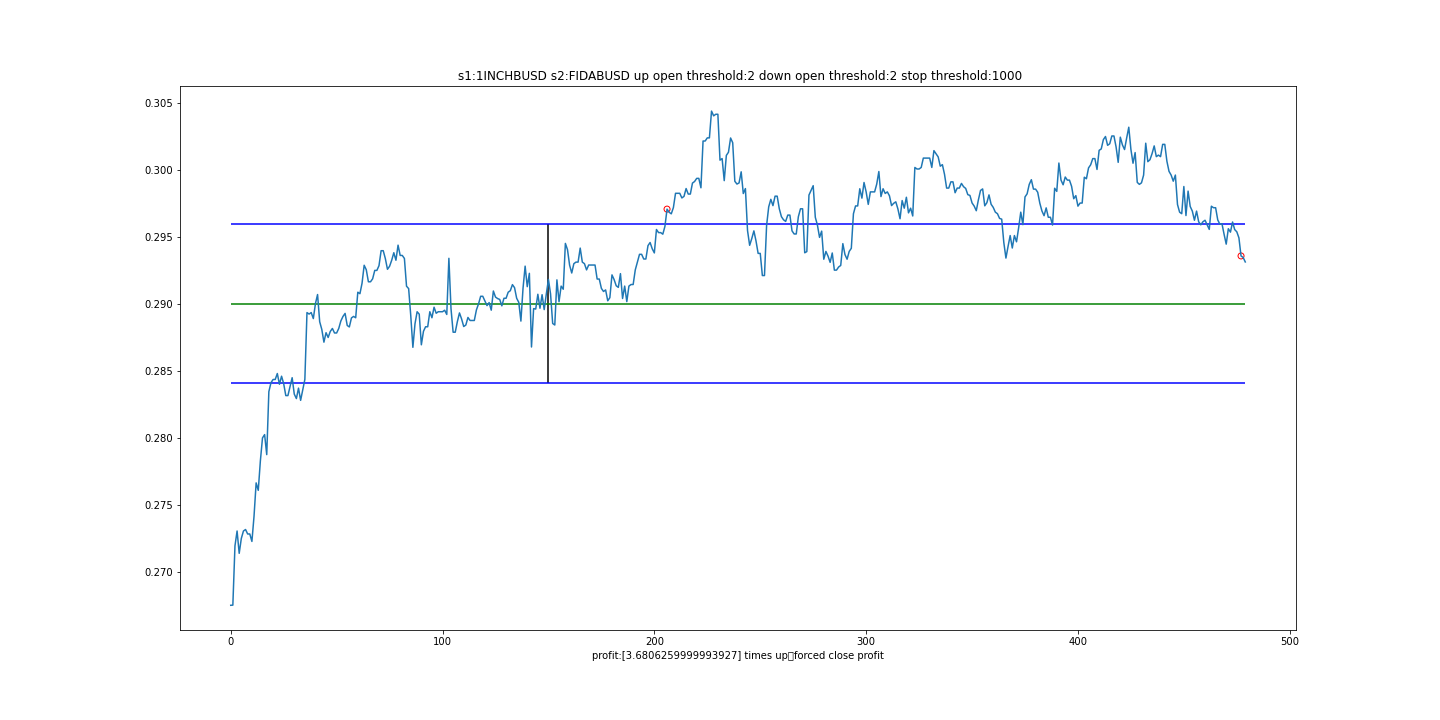 s1:1INCHBUSD s2:FIDABUSD up open threshold:2 down open threshold:2 stop threshold:1000
0.305
0.300
0.295
0.290
0.285
0.280
0.275
0.270
0 100 200 300 400 500
profit:[3.6806259999993927] times up▯forced close profit